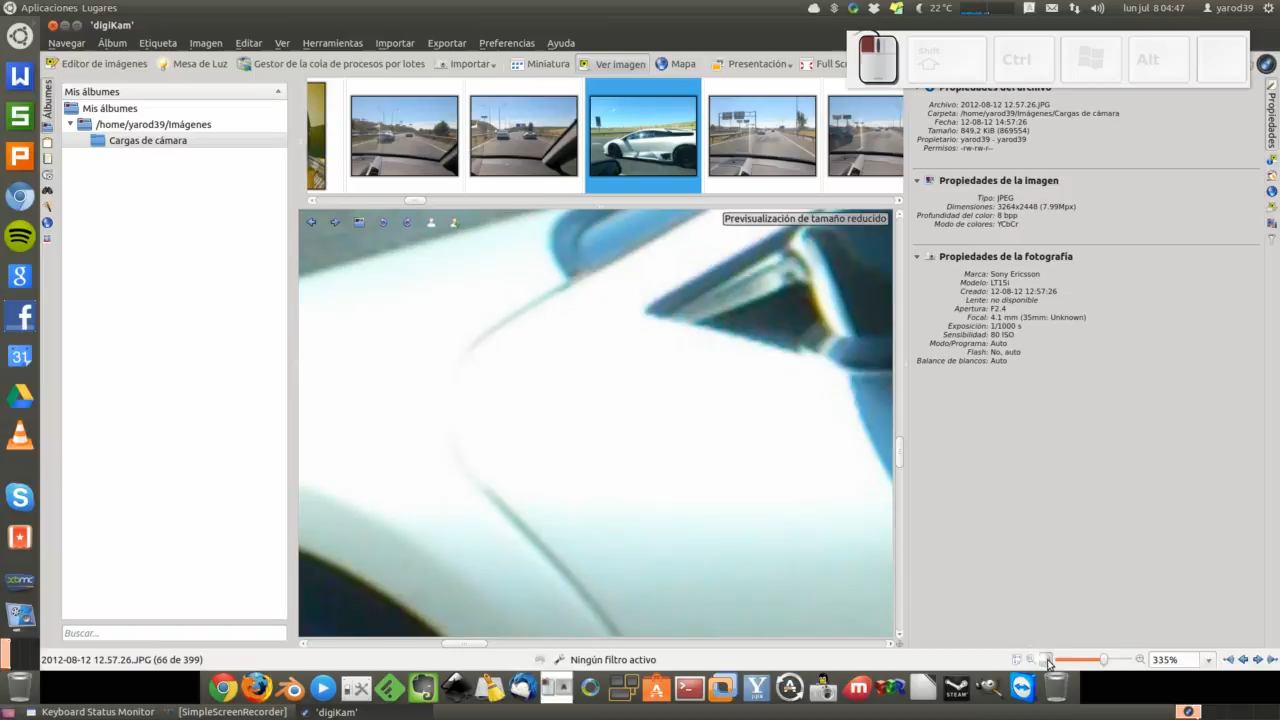 Aplicaciones Lugares
22 °C
lun jul 8 04:47
yarod39
'digiKam'
Navegar Álbum Etiqueta Imagen Editar Ver Herramientas Importar Exportar Preferencias Ayuda
Shift Ctrl Alt
Editor de imágenes Mesa de Luz Gestor de la cola de procesos por lotes Importar Miniatura Ver imagen Mapa Presentación Full Scr
Álbumes
Mis álbumes
Mis álbumes
/home/yarod39/Imágenes
Cargas de cámara
Buscar...
Previsualización de tamaño reducido
Propiedades
Propiedades del archivo
Archivo: 2012-08-12 12.57.26.JPG
Carpeta: /home/yarod39/Imágenes/Cargas de cámara
Fecha: 12-08-12 14:57:26
Tamaño: 849,2 KiB (869554)
Propietario: yarod39 - yarod39
Permisos: -rw-rw-r--
Propiedades de la imagen
Tipo: JPEG
Dimensiones: 3264x2448 (7.99Mpx)
Profundidad del color: 8 bpp
Modo de colores: YCbCr
Propiedades de la fotografía
Marca: Sony Ericsson
Modelo: LT15i
Creado: 12-08-12 12:57:26
Lente: no disponible
Apertura: F2.4
Focal: 4.1 mm (35mm: Unknown)
Exposición: 1/1000 s
Sensibilidad: 80 ISO
Modo/Programa: Auto
Flash: No, auto
Balance de blancos: Auto
2012-08-12 12.57.26.JPG (66 de 399)
Ningún filtro activo
335%
STEAM
Keyboard Status Monitor
[SimpleScreenRecorder]
'digiKam'